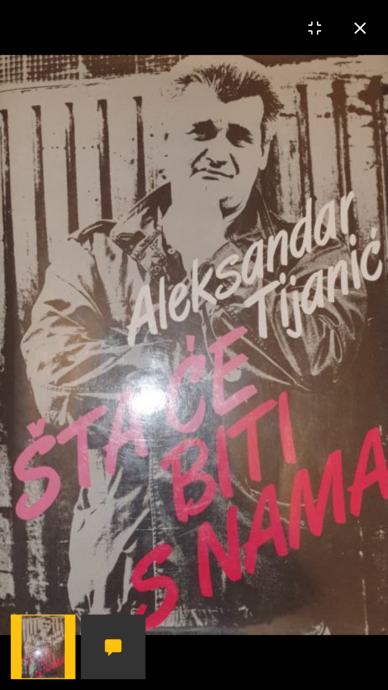 Aleksandar
Tijanić
ŠTA ĆE
BITI
S NAMA